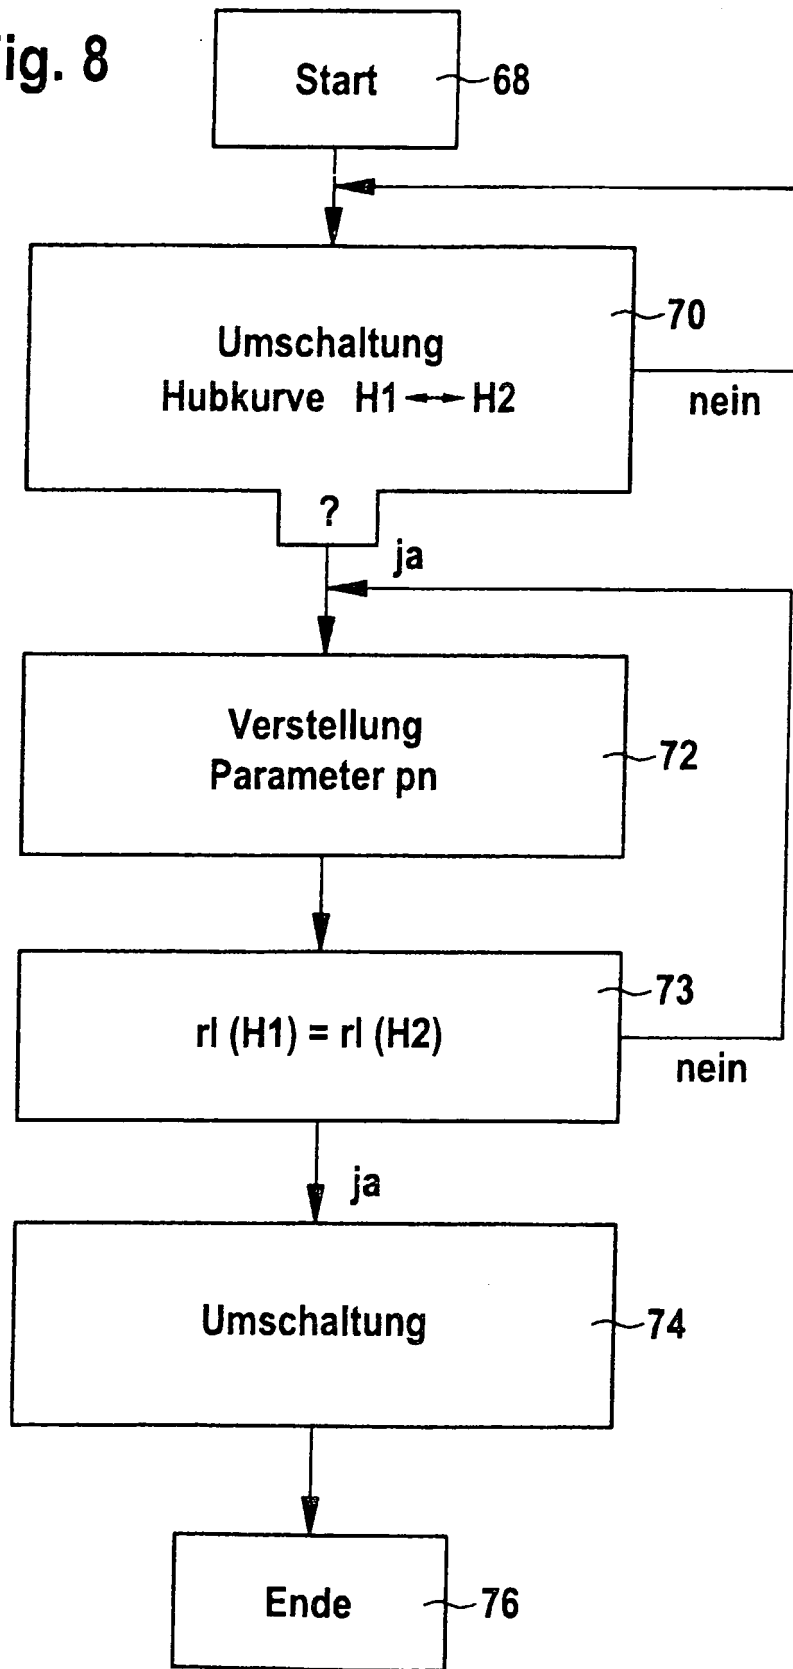 ig. 8
Start
68
Umschaltung
Hubkurve H1 ↔ H2
70
nein
?
ja
Verstellung
Parameter pn
72
rl (H1) = rl (H2)
73
nein
ja
Umschaltung
74
Ende
76